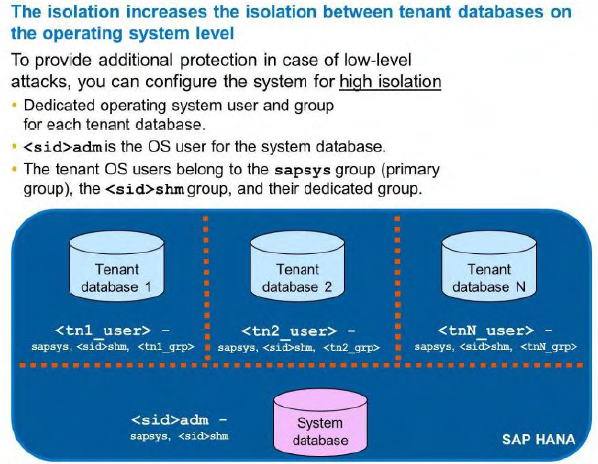 The isolation increases the isolation between tenant databases on
the operating system level
To provide additional protection in case of low-level
attacks, you can configure the system for high isolation
• Dedicated operating system user and group
for each tenant database.
• <sid>adm is the OS user for the system database.
• The tenant OS users belong to the sapsys group (primary
group), the <sid>shm group, and their dedicated group.
Tenant
database 1
Tenant
database 2
Tenant
database N
<tn1_user> –
<tn2_user> –
<tnN_user> –
sapsys, <sid>shm, <tn1_grp>
sapsys, <sid>shm, <tn2_grp>
sapsys, <sid>shm, <tnN_grp>
<sid>adm –
sapsys, <sid>shm
System
database
SAP HANA